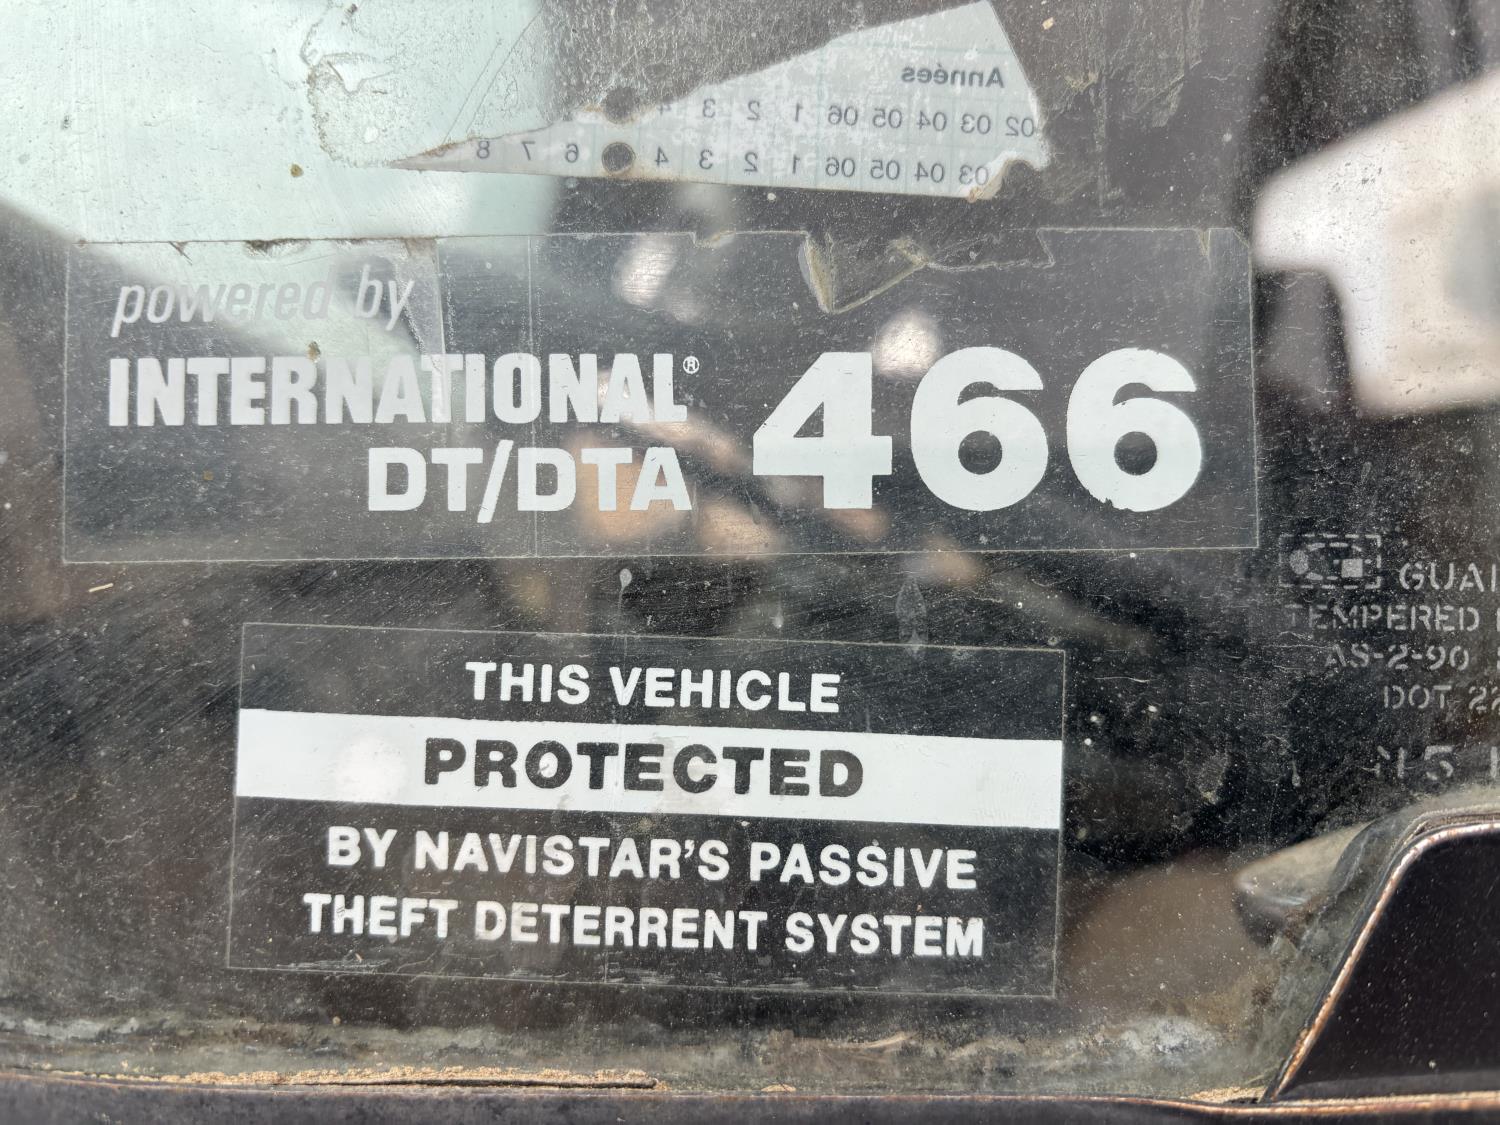 Années
02 03 04 05 06 1 2 3 4
03 04 05 06 1 2 3 4 6 7 8
powered by
INTERNATIONAL®
DT/DTA 466
THIS VEHICLE
PROTECTED
BY NAVISTAR'S PASSIVE
THEFT DETERRENT SYSTEM
TEMPERED
AS-2-90
DOT